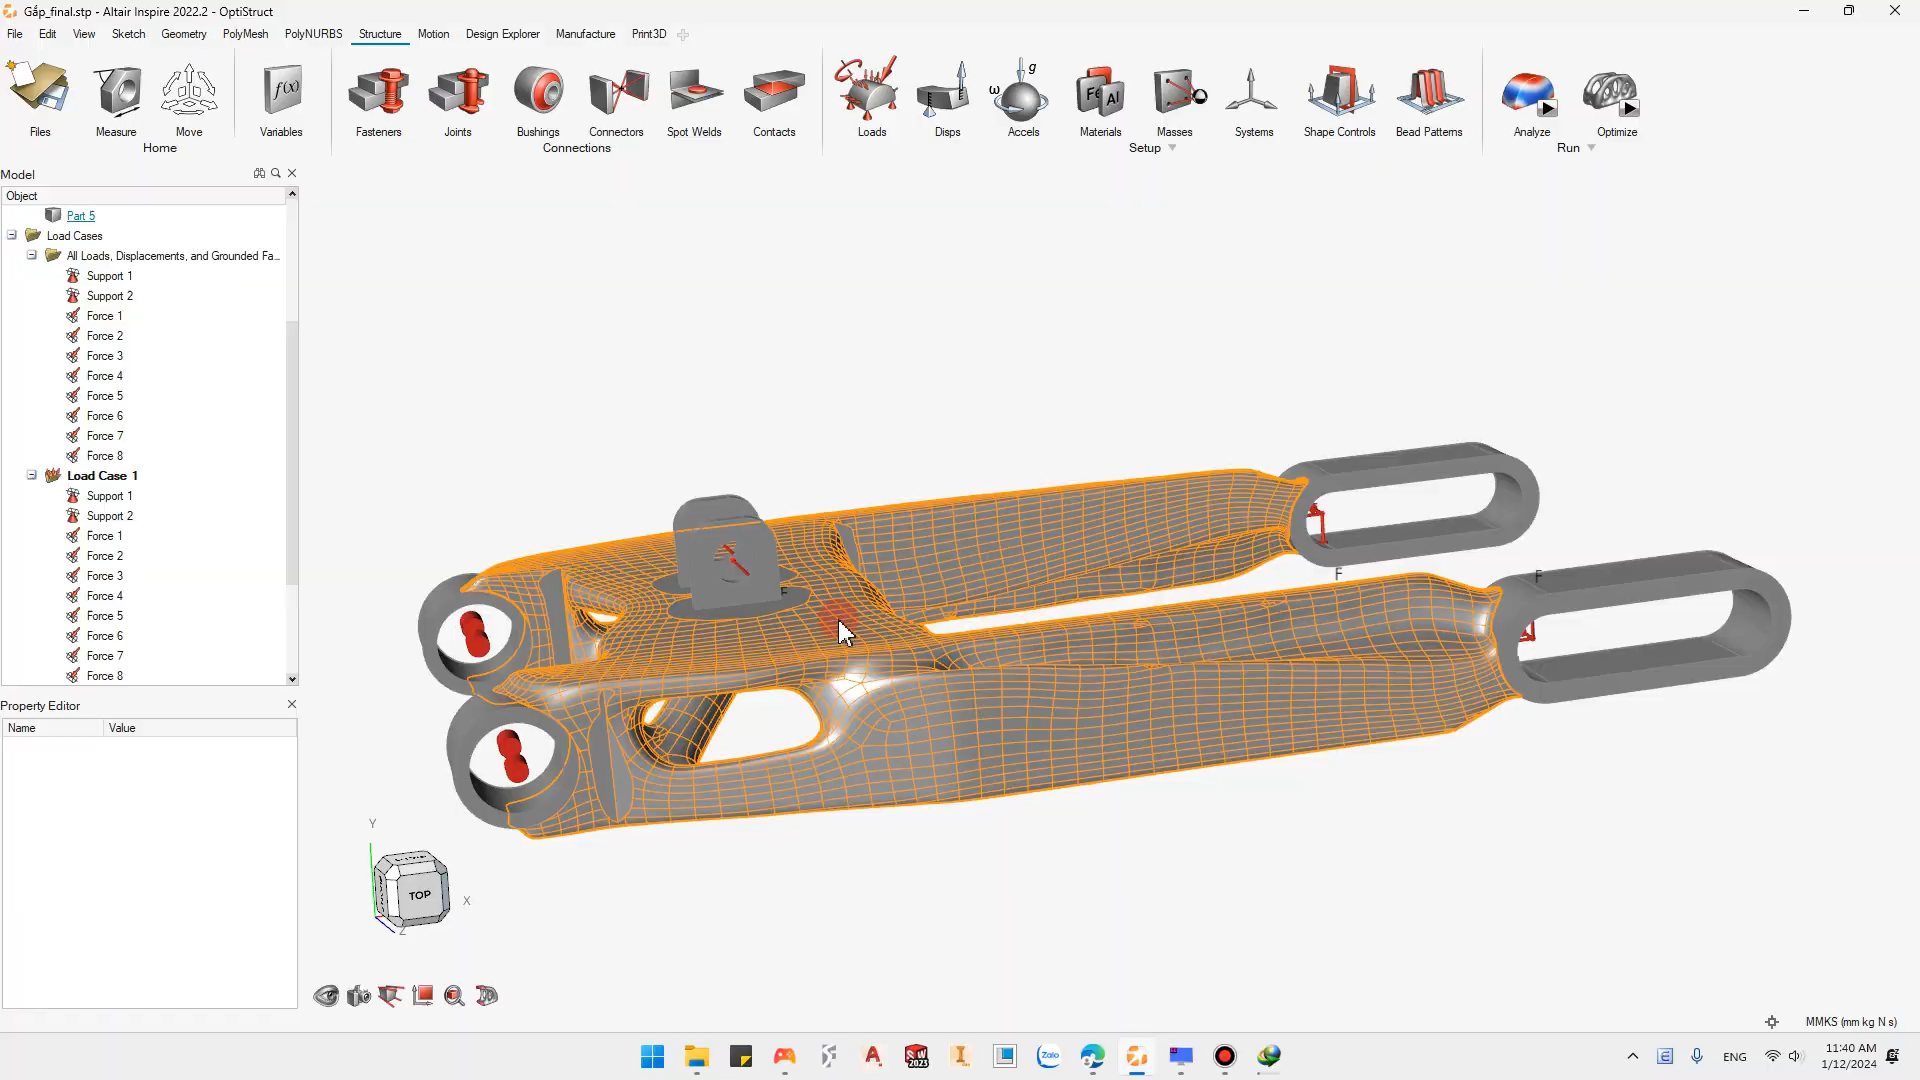 Gắp_final.stp - Altair Inspire 2022.2 - OptiStruct
File Edit View Sketch Geometry PolyMesh PolyNURBS Structure Motion Design Explorer Manufacture Print3D
f(x) g ω Fe Al
Files Measure Move Variables Fasteners Joints Bushings Connectors Spot Welds Contacts Loads Disps Accels Materials Masses Systems Shape Controls Bead Patterns Analyze Optimize
Home Connections Setup Run
Model
Object
Part 5
Load Cases
All Loads, Displacements, and Grounded Fa...
Support 1
Support 2
Force 1
Force 2
Force 3
Force 4
Force 5
Force 6
Force 7
Force 8
Load Case 1
Support 1
Support 2
Force 1
Force 2
Force 3
Force 4
Force 5
Force 6
Force 7
Force 8
Property Editor
Name Value
F
F
F
Y
TOP
X
Z
MMKS (mm kg N s)
SW 2023
Zalo
ENG
11:40 AM
1/12/2024